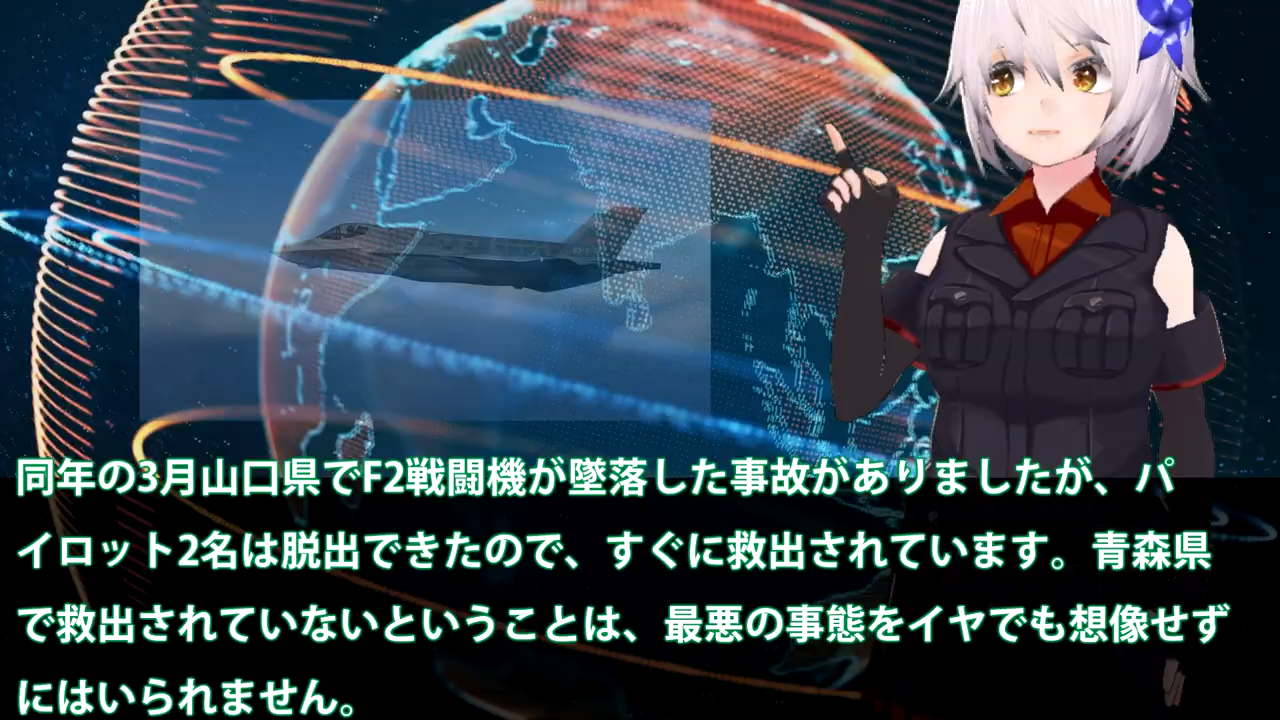 同年の3月山口県でF2戦闘機が墜落した事故がありましたが、パ
イロット2名は脱出できたので、すぐに救出されています。青森県
で救出されていないということは、最悪の事態をイヤでも想像せず
にはいられません。